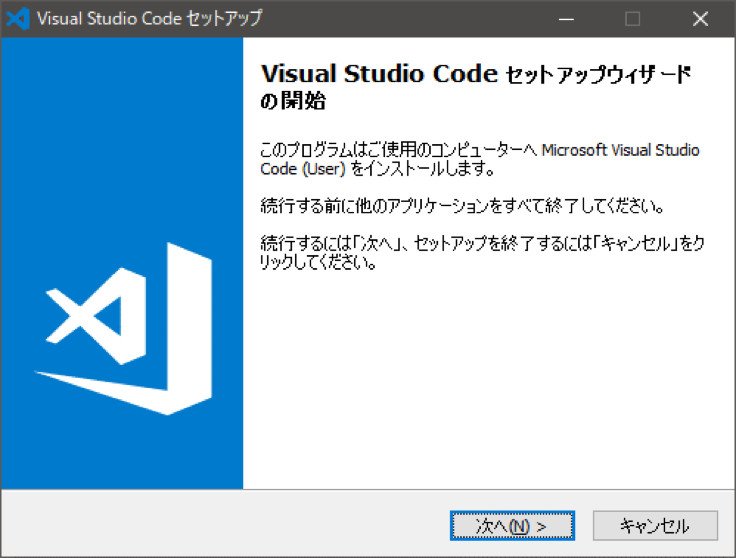 Visual Studio Code セットアップ
Visual Studio Code セットアップウィザード
の開始
このプログラムはご使用のコンピューターへ Microsoft Visual Studio
Code (User) をインストールします。
続行する前に他のアプリケーションをすべて終了してください。
続行するには「次へ」、セットアップを終了するには「キャンセル」をク
リックしてください。
次へ(N) >
キャンセル